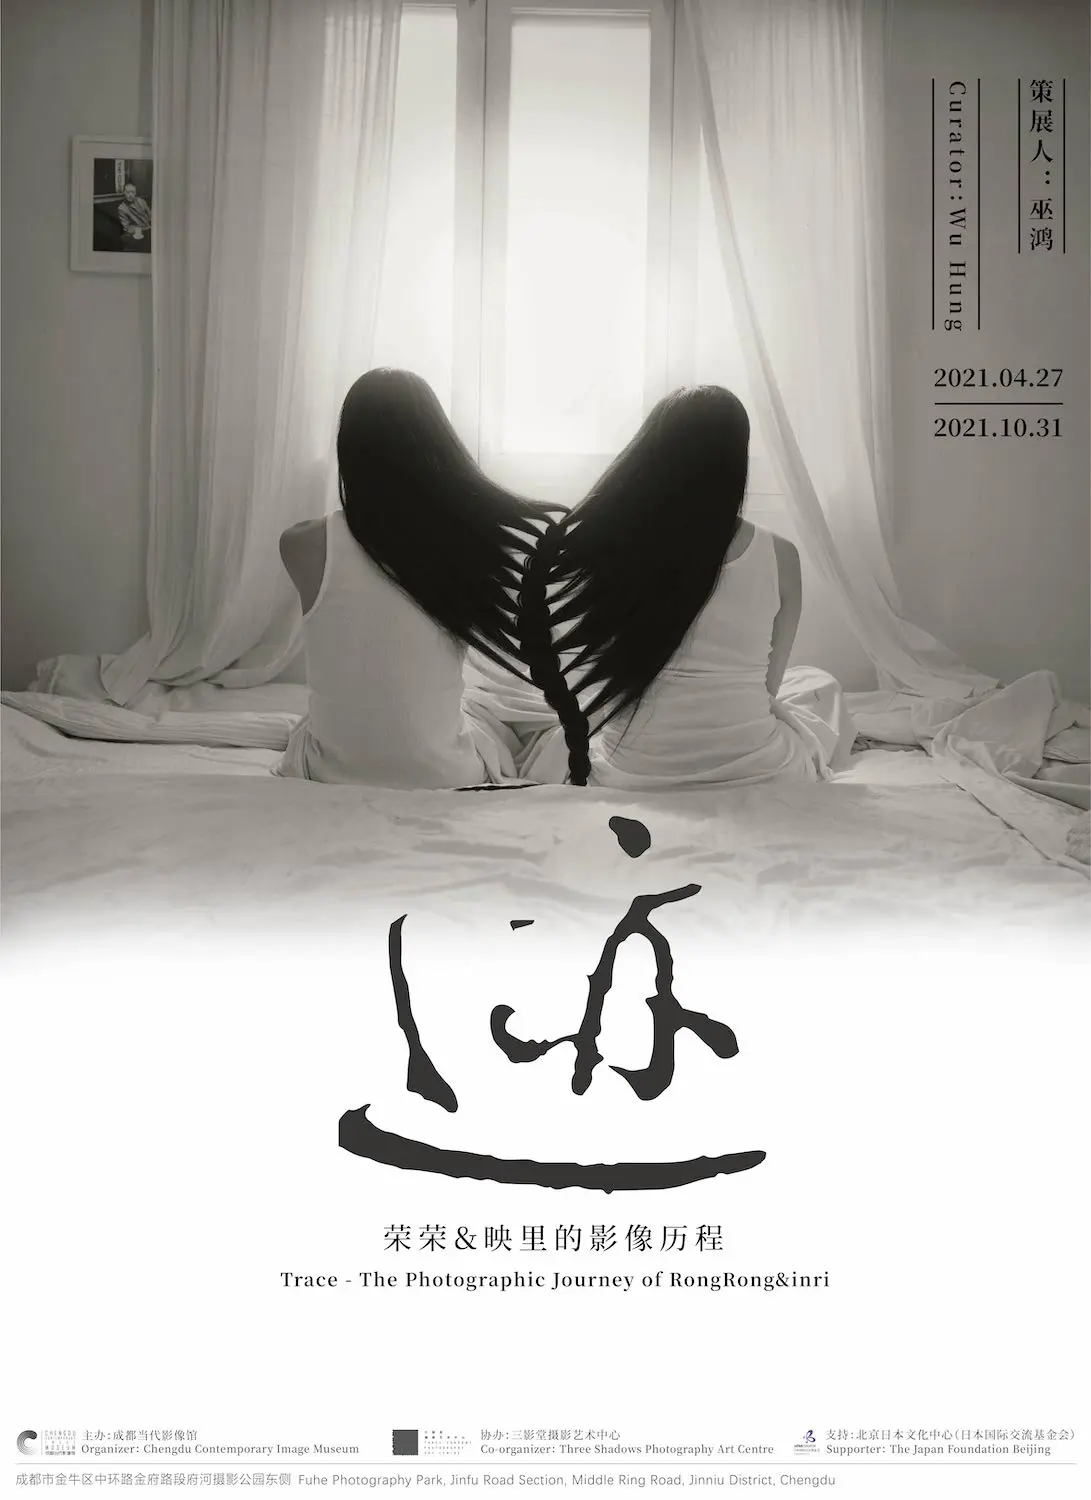 策展人：巫鸿
Curator:Wu Hung
2021.04.27
2021.10.31
迹
荣荣&映里的影像历程
Trace - The Photographic Journey of RongRong&inri
主办:成都当代影像馆
Organizer: Chengdu Contemporary Image Museum
协办:三影堂摄影艺术中心
Co-organizer: Three Shadows Photography Art Centre
支持:北京日本文化中心(日本国际交流基金会)
Supporter: The Japan Foundation Beijing
成都市金牛区中环路金府路段府河摄影公园东侧 Fuhe Photography Park, Jinfu Road Section, Middle Ring Road, Jinniu District, Chengdu